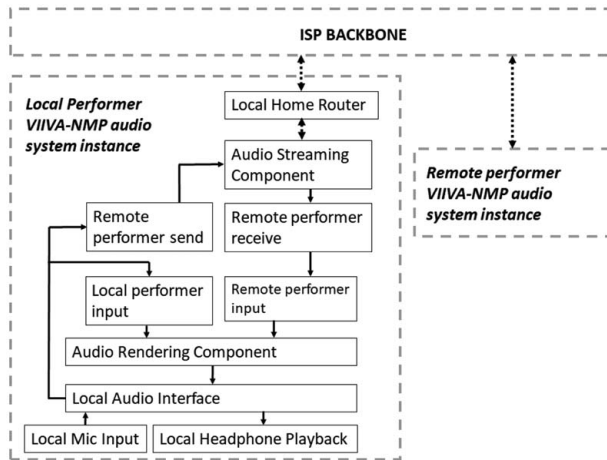 ISP BACKBONE
Local Performer
VIIVA-NMP audio
system instance
Local Home Router
Audio Streaming
Component
Remote performer
VIIVA-NMP audio
system instance
Remote
performer send
Remote performer
receive
Local performer
input
Remote performer
input
Audio Rendering Component
Local Audio Interface
Local Mic Input
Local Headphone Playback